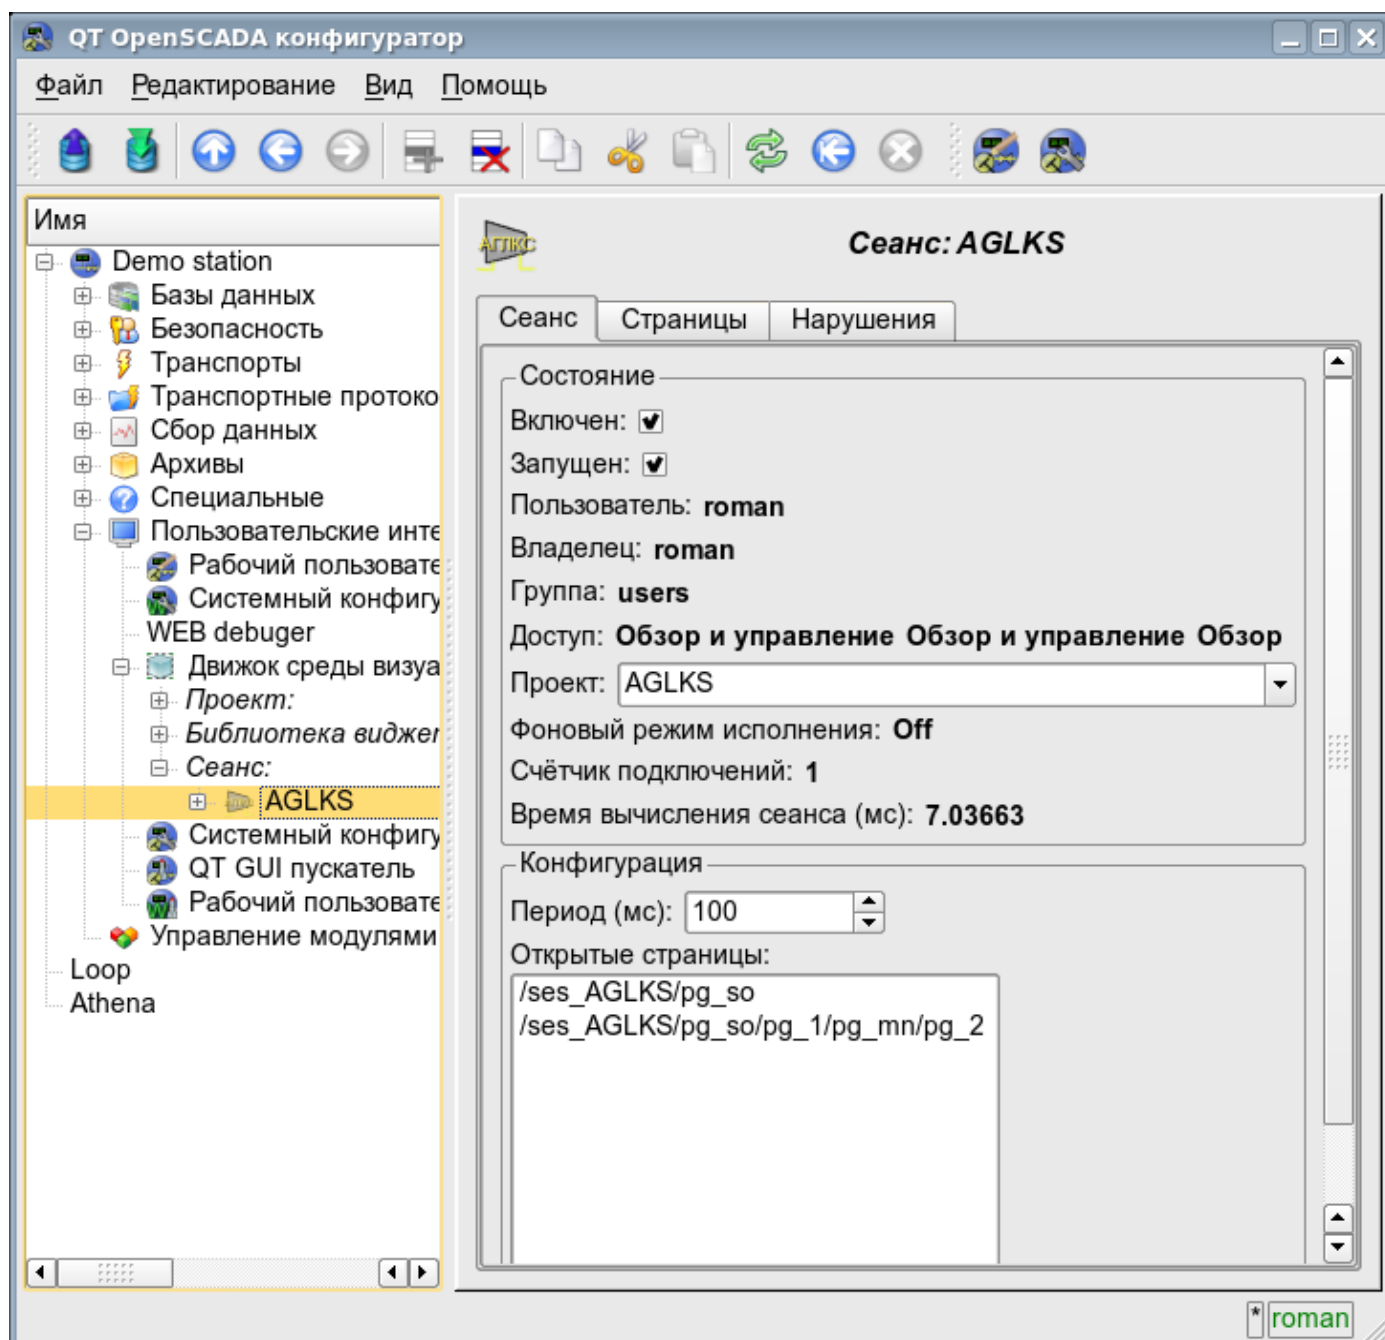 QT OpenSCADA конфигуратор
Файл Редактирование Вид Помощь
Имя
Demo station
Базы данных
Безопасность
Транспорты
Транспортные протоко
Сбор данных
Архивы
Специальные
Пользовательские инте
Рабочий пользовате
Системный конфигу
WEB debuger
Движок среды визуа
Проект:
Библиотека виджет
Сеанс:
AGLKS
Системный конфигу
QT GUI пускатель
Рабочий пользовате
Управление модулями
Loop
Athena
АГЛКС
Сеанс: AGLKS
Сеанс Страницы Нарушения
Состояние
Включен:
Запущен:
Пользователь: roman
Владелец: roman
Группа: users
Доступ: Обзор и управление Обзор и управление Обзор
Проект: AGLKS
Фоновый режим исполнения: Off
Счётчик подключений: 1
Время вычисления сеанса (мс): 7.03663
Конфигурация
Период (мс): 100
Открытые страницы:
/ses_AGLKS/pg_so
/ses_AGLKS/pg_so/pg_1/pg_mn/pg_2
* roman